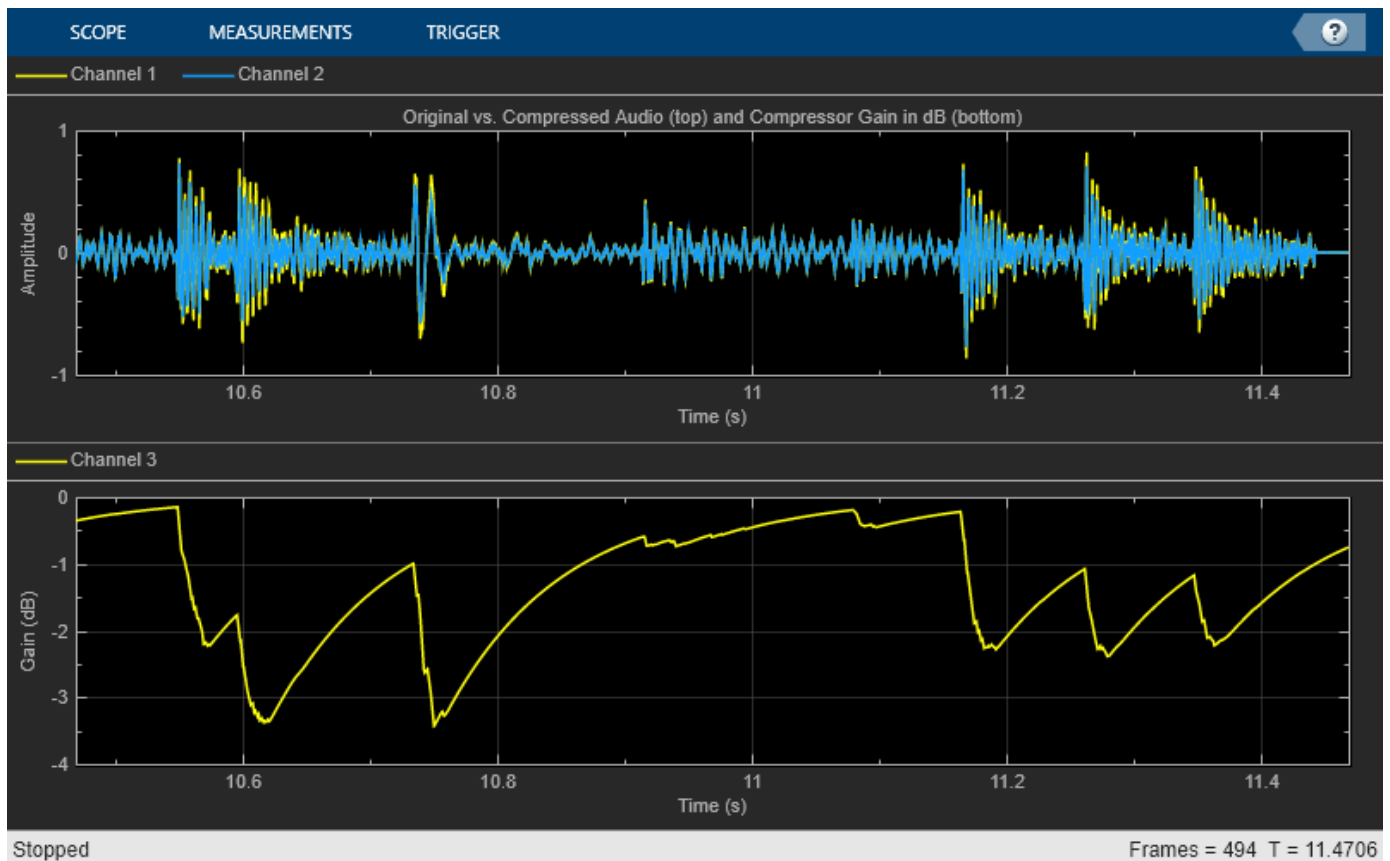 SCOPE MEASUREMENTS TRIGGER ?
Channel 1 Channel 2
Original vs. Compressed Audio (top) and Compressor Gain in dB (bottom)
1
0
-1
Amplitude
10.6 10.8 11 11.2 11.4
Time (s)
Channel 3
0
-1
-2
-3
-4
Gain (dB)
10.6 10.8 11 11.2 11.4
Time (s)
Stopped Frames = 494 T = 11.4706